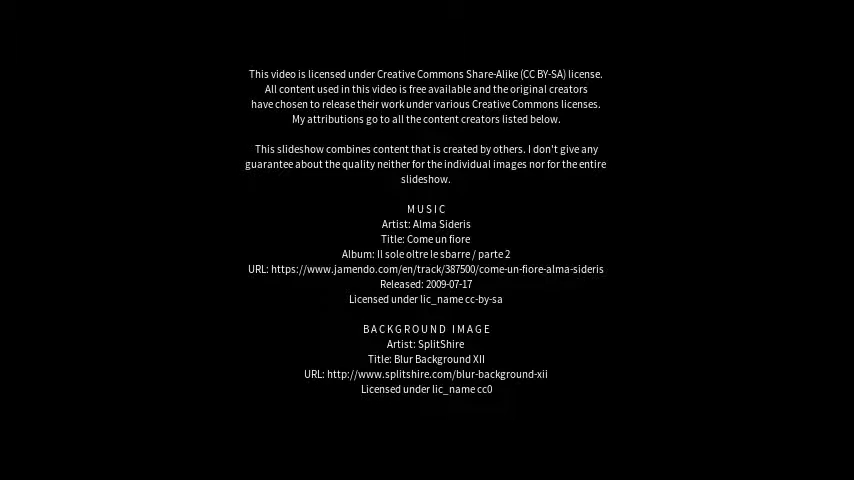 This video is licensed under Creative Commons Share-Alike (CC BY-SA) license.
All content used in this video is free available and the original creators
have chosen to release their work under various Creative Commons licenses.
My attributions go to all the content creators listed below.
This slideshow combines content that is created by others. I don't give any
guarantee about the quality neither for the individual images nor for the entire
slideshow.
MUSIC
Artist: Alma Sideris
Title: Come un fiore
Album: Il sole oltre le sbarre / parte 2
URL: https://www.jamendo.com/en/track/387500/come-un-fiore-alma-sideris
Released: 2009-07-17
Licensed under lic_name cc-by-sa
BACKGROUND IMAGE
Artist: SplitShire
Title: Blur Background XII
URL: http://www.splitshire.com/blur-background-xii
Licensed under lic_name cc0